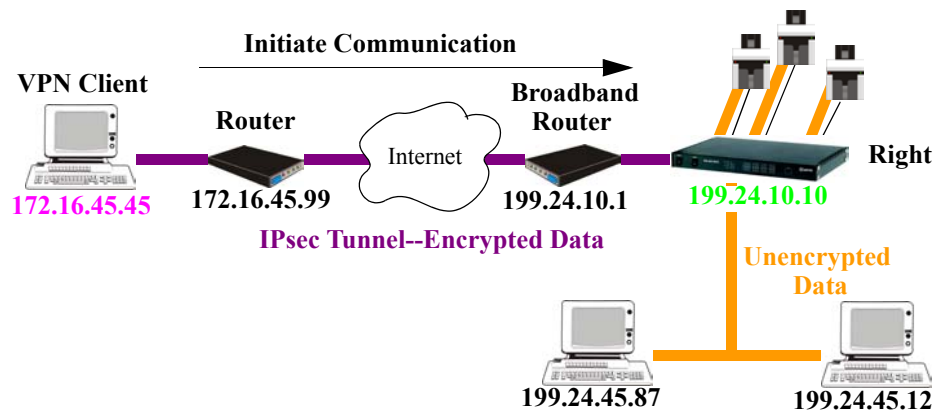 Initiate Communication
VPN Client
Router
Internet
Broadband
Router
Right
172.16.45.45
172.16.45.99
199.24.10.1
199.24.10.10
IPsec Tunnel--Encrypted Data
Unencrypted
Data
199.24.45.87
199.24.45.12